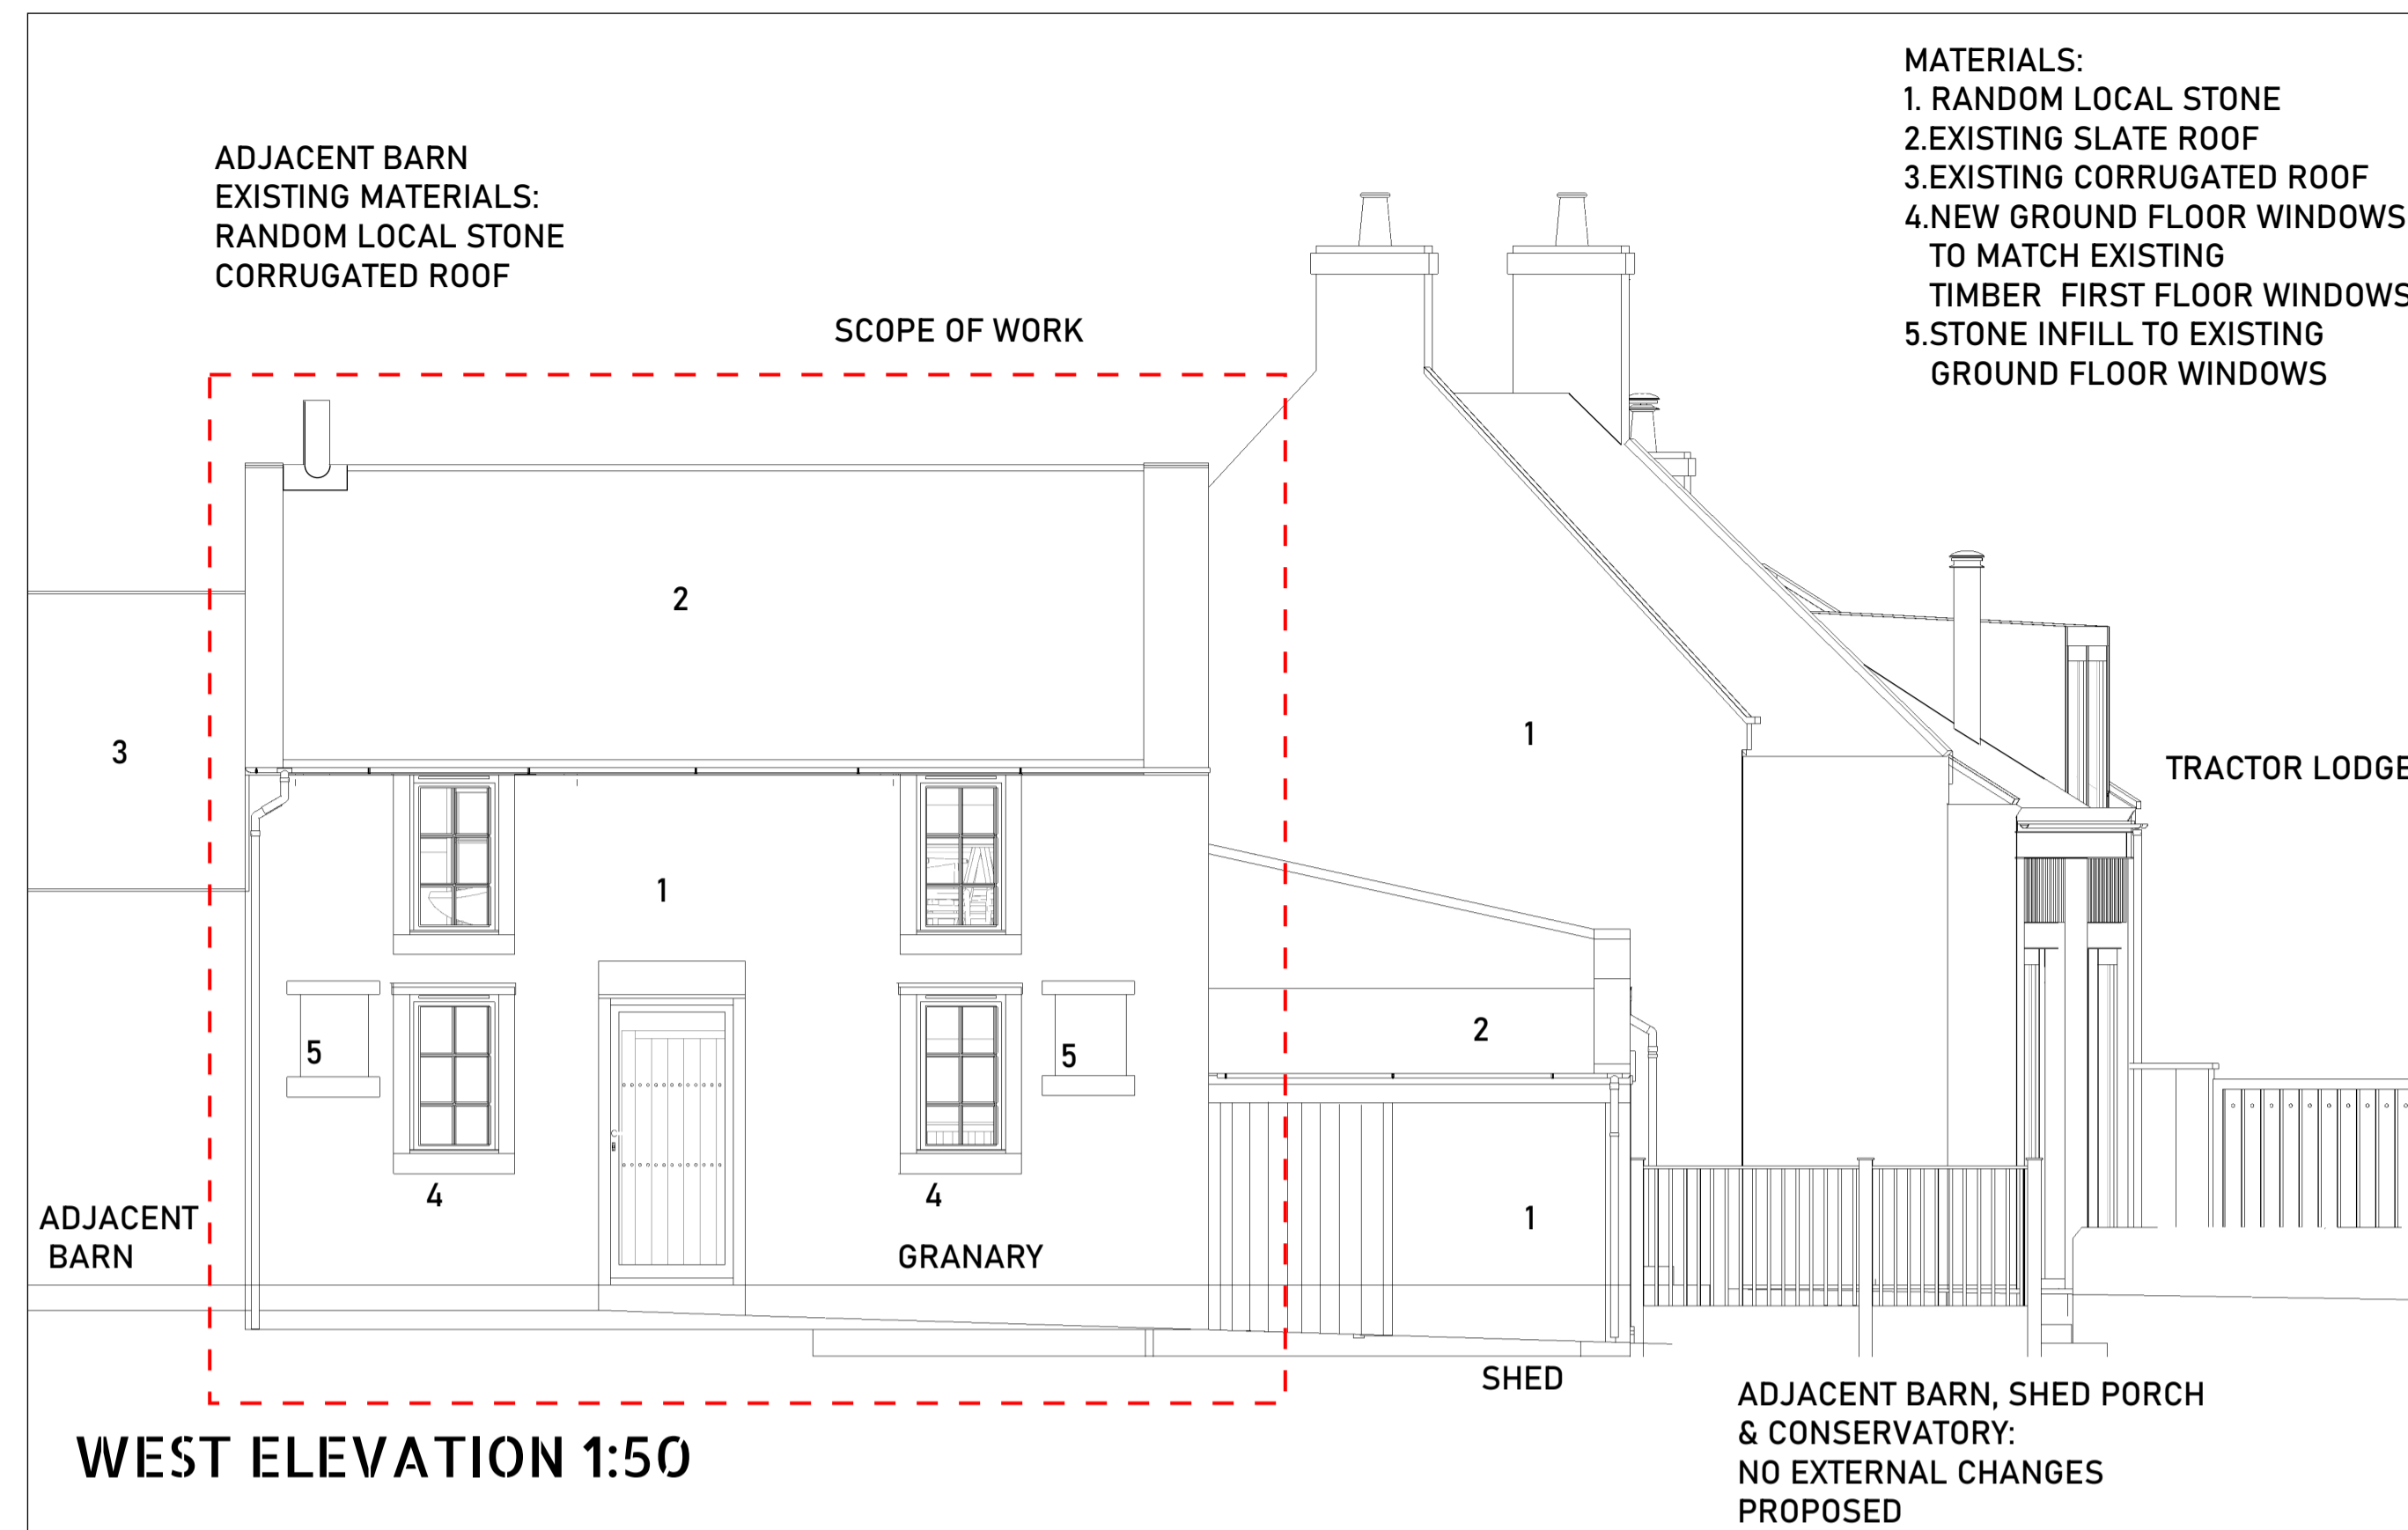 MATERIALS:
1. RANDOM LOCAL STONE
2.EXISTING SLATE ROOF
3.EXISTING CORRUGATED ROOF
4.NEW GROUND FLOOR WINDOWS
TO MATCH EXISTING
TIMBER FIRST FLOOR WINDOWS
5.STONE INFILL TO EXISTING
GROUND FLOOR WINDOWS
ADJACENT BARN
EXISTING MATERIALS:
RANDOM LOCAL STONE
CORRUGATED ROOF
SCOPE OF WORK
2
3
1
TRACTOR LODGE
1
2
5
5
4
4
1
ADJACENT
BARN
GRANARY
SHED
ADJACENT BARN, SHED PORCH
& CONSERVATORY:
NO EXTERNAL CHANGES
PROPOSED
WEST ELEVATION 1:50